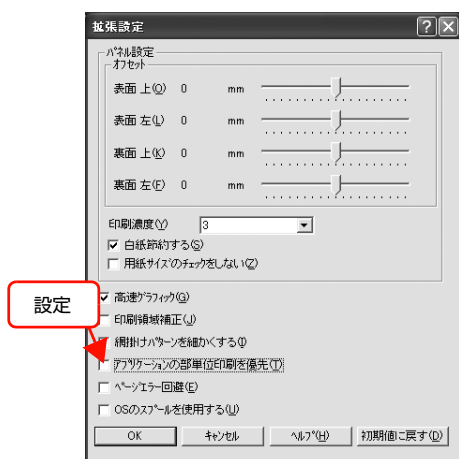 拡張設定
パネル設定
オフセット
表面 上(O) 0 mm
表面 左(L) 0 mm
裏面 上(K) 0 mm
裏面 左(F) 0 mm
印刷濃度(Y) 3
白紙節約する(S)
用紙サイズのチェックをしない(Z)
設定
高速グラフィック(G)
印刷領域補正(J)
網掛けパターンを細かくする(I)
アプリケーションの部単位印刷を優先(T)
ページエラー回避(E)
OSのスプールを使用する(U)
OK キャンセル ヘルプ(H) 初期値に戻す(D)